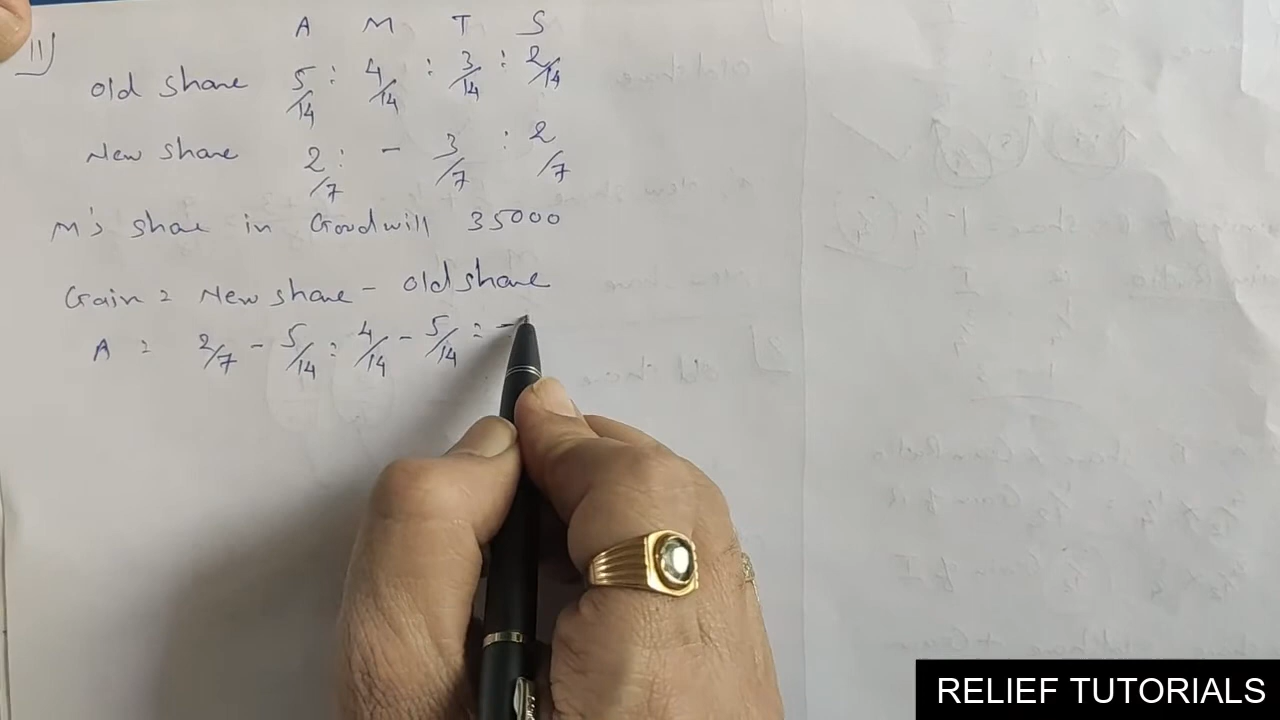 11)
A M T S
Old share 5/14 : 4/14 : 3/14 : 2/14
New share 2/7 : - 3/7 : 2/7
M's share in Goodwill 35000
Gain = New share - old share
A = 2/7 - 5/14 = 4/14 - 5/14 = -
RELIEF TUTORIALS